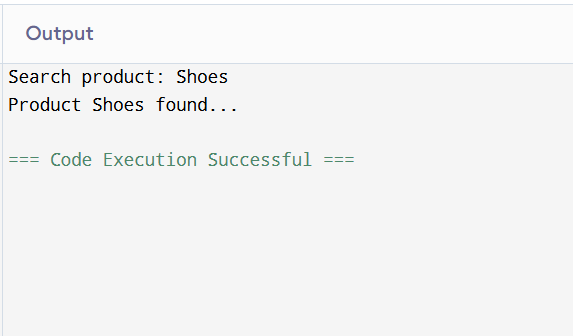 Output
Search product: Shoes
Product Shoes found...
=== Code Execution Successful ===